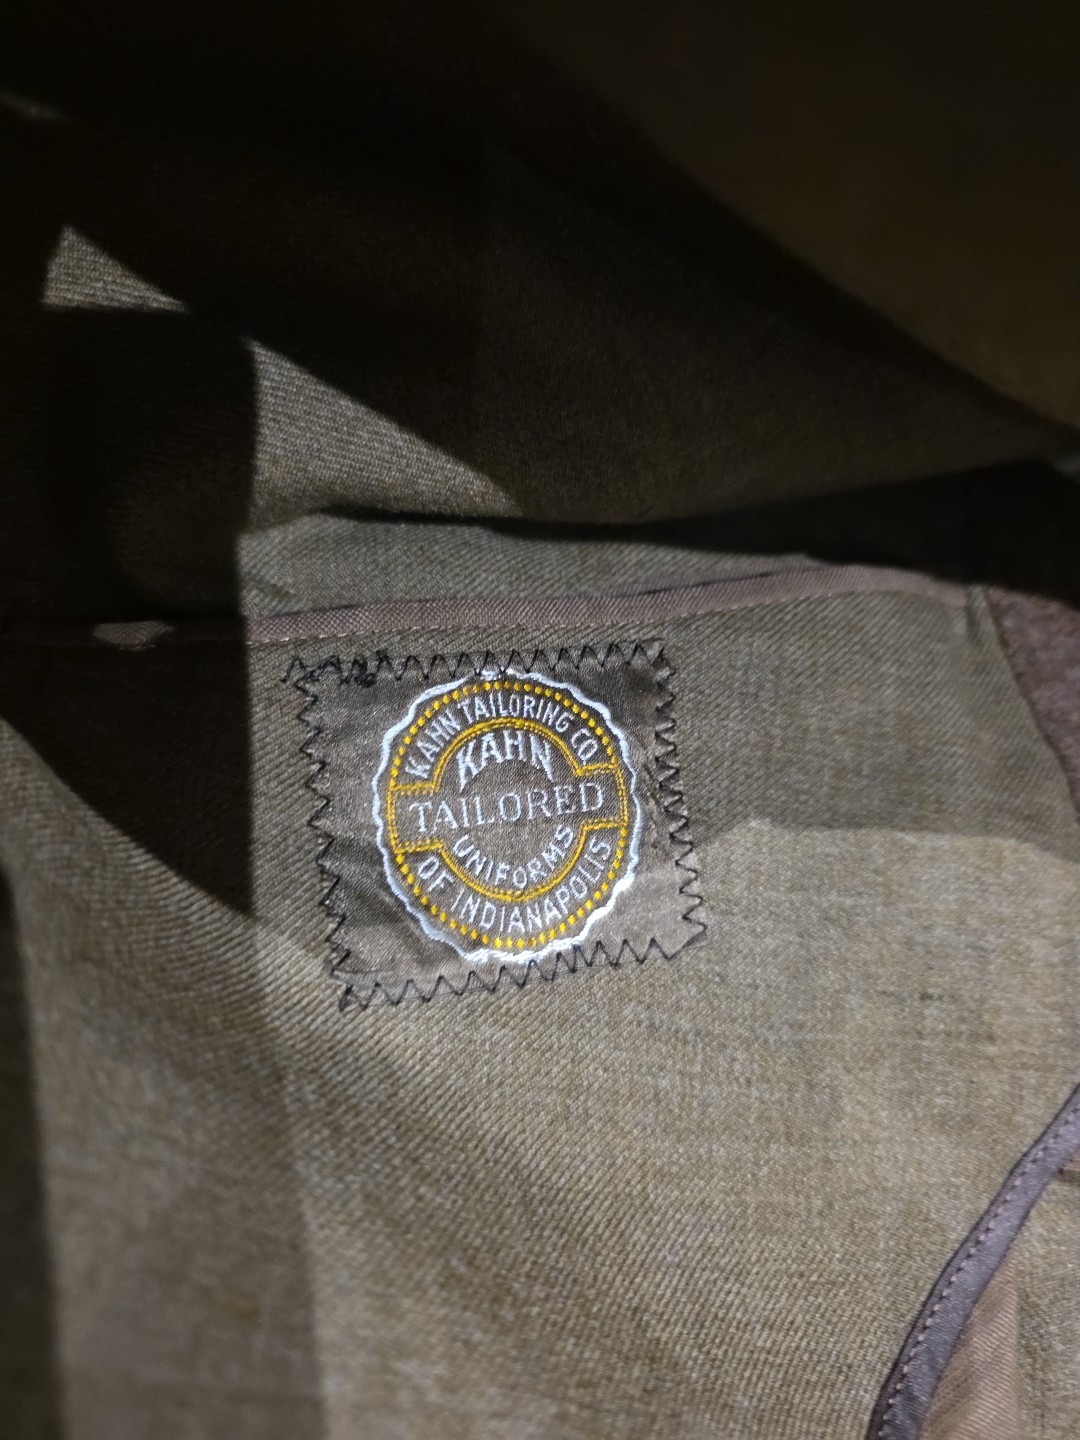 KAHN TAILORING CO.
KAHN
TAILORED
UNIFORMS
OF INDIANAPOLIS